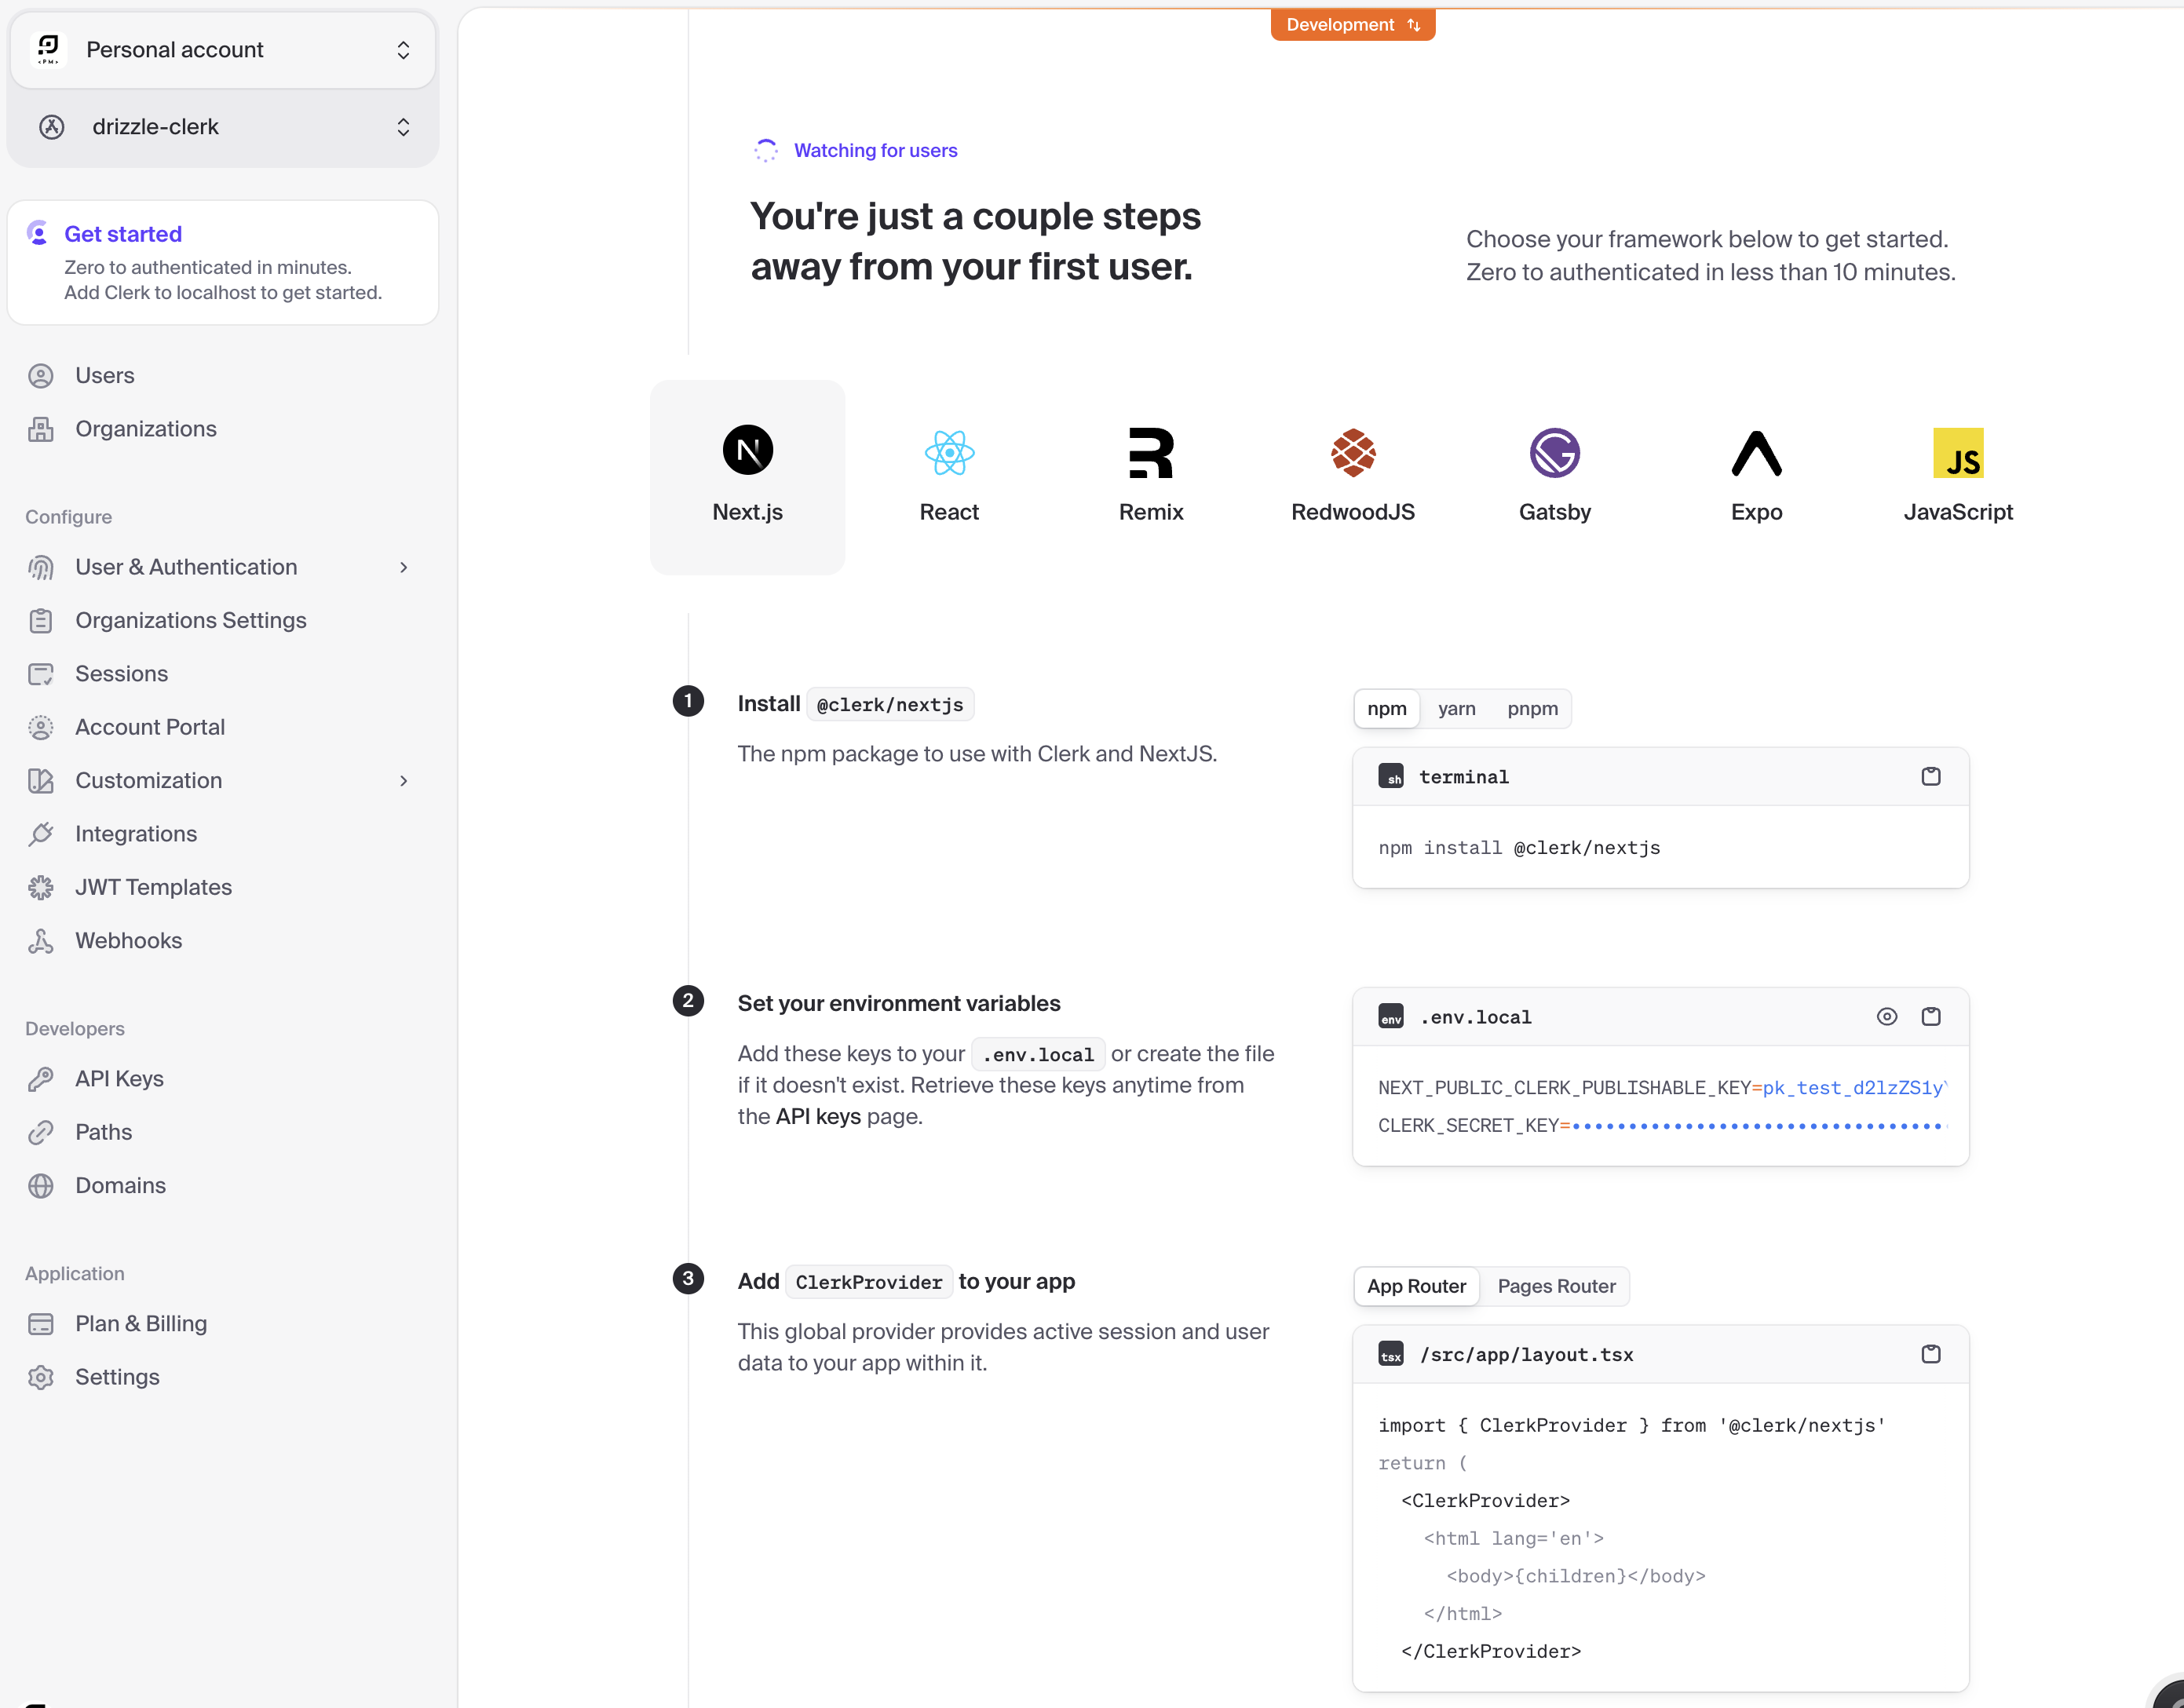 Personal account
drizzle-clerk
Get started
Zero to authenticated in minutes.
Add Clerk to localhost to get started.
Users
Organizations
Configure
User & Authentication
Organizations Settings
Sessions
Account Portal
Customization
Integrations
JWT Templates
Webhooks
Developers
API Keys
Paths
Domains
Application
Plan & Billing
Settings
Development
Watching for users
You're just a couple steps
away from your first user.
Choose your framework below to get started.
Zero to authenticated in less than 10 minutes.
Next.js
React
Remix
RedwoodJS
Gatsby
Expo
JS
JavaScript
1
Install @clerk/nextjs
The npm package to use with Clerk and NextJS.
npm yarn pnpm
sh terminal
npm install @clerk/nextjs
2
Set your environment variables
Add these keys to your .env.local or create the file
if it doesn't exist. Retrieve these keys anytime from
the API keys page.
env .env.local
NEXT_PUBLIC_CLERK_PUBLISHABLE_KEY=pk_test_d2lzZS1y
CLERK_SECRET_KEY=•••••••••••••••••••••••••••••••••
3
Add ClerkProvider to your app
This global provider provides active session and user
data to your app within it.
App Router Pages Router
tsx /src/app/layout.tsx
import { ClerkProvider } from '@clerk/nextjs'
return (
<ClerkProvider>
<html lang='en'>
<body>{children}</body>
</html>
</ClerkProvider>